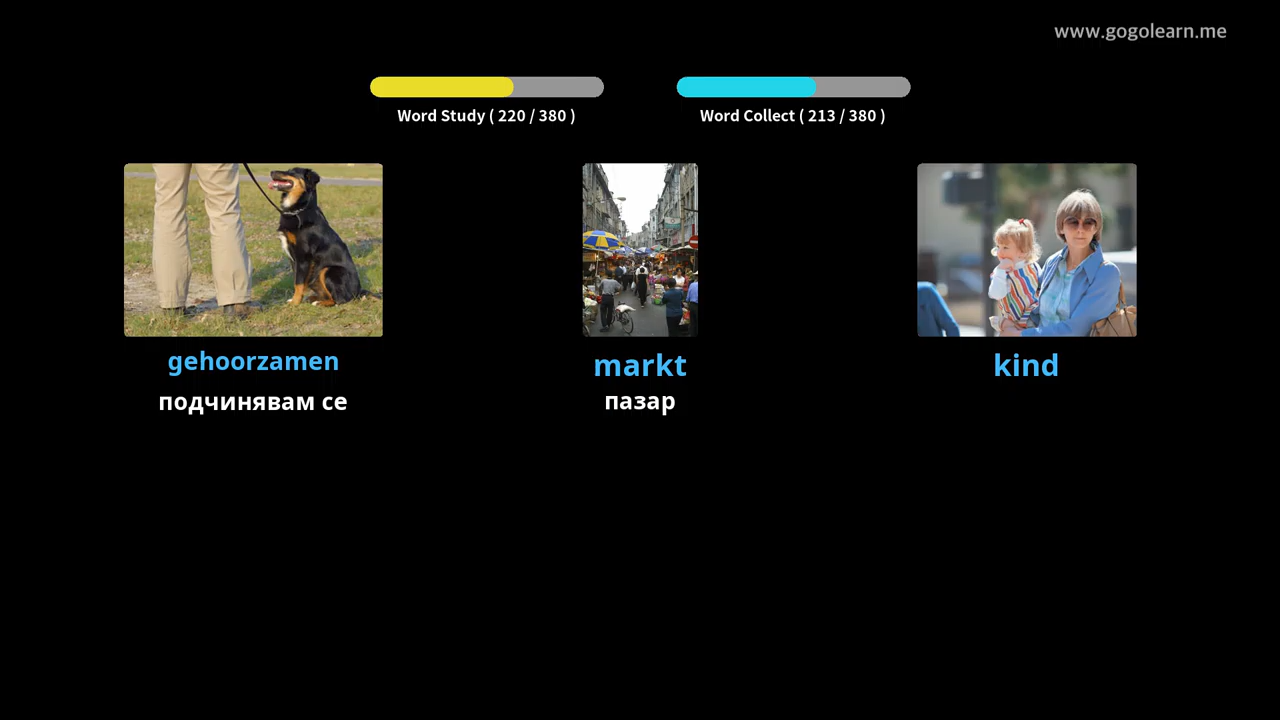 www.gogolearn.me
Word Study ( 220 / 380 )
Word Collect ( 213 / 380 )
gehoorzamen
markt
kind
подчинявам се
пазар